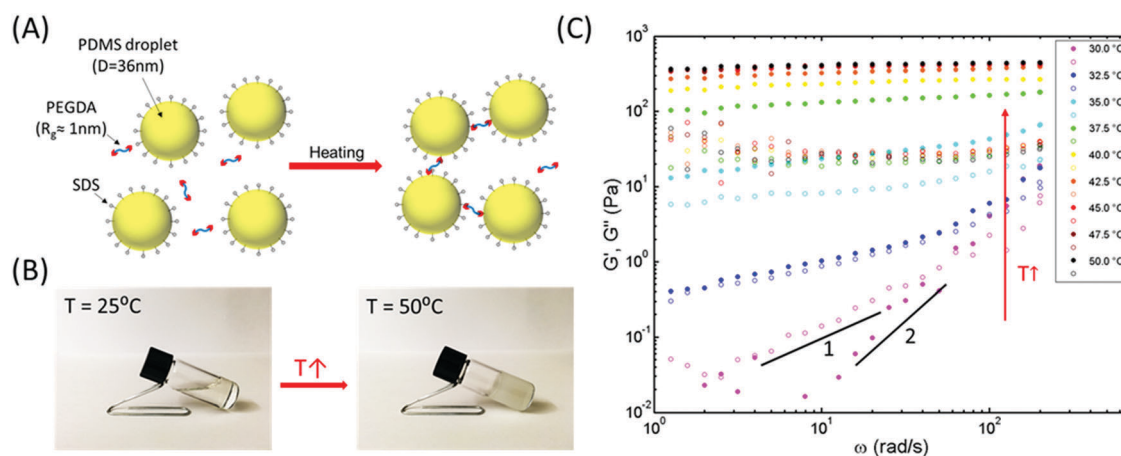 (A)
PDMS droplet
(D=36nm)
PEGDA
(Rg≈ 1nm)
SDS
Heating
(B)
T = 25°C
T↑
T = 50°C
(C)
G', G'' (Pa)
10³
10²
10¹
10⁰
10⁻¹
10⁻²
10⁰
10¹
10²
ω (rad/s)
1
2
T↑
30.0 °C
32.5 °C
35.0 °C
37.5 °C
40.0 °C
42.5 °C
45.0 °C
47.5 °C
50.0 °C